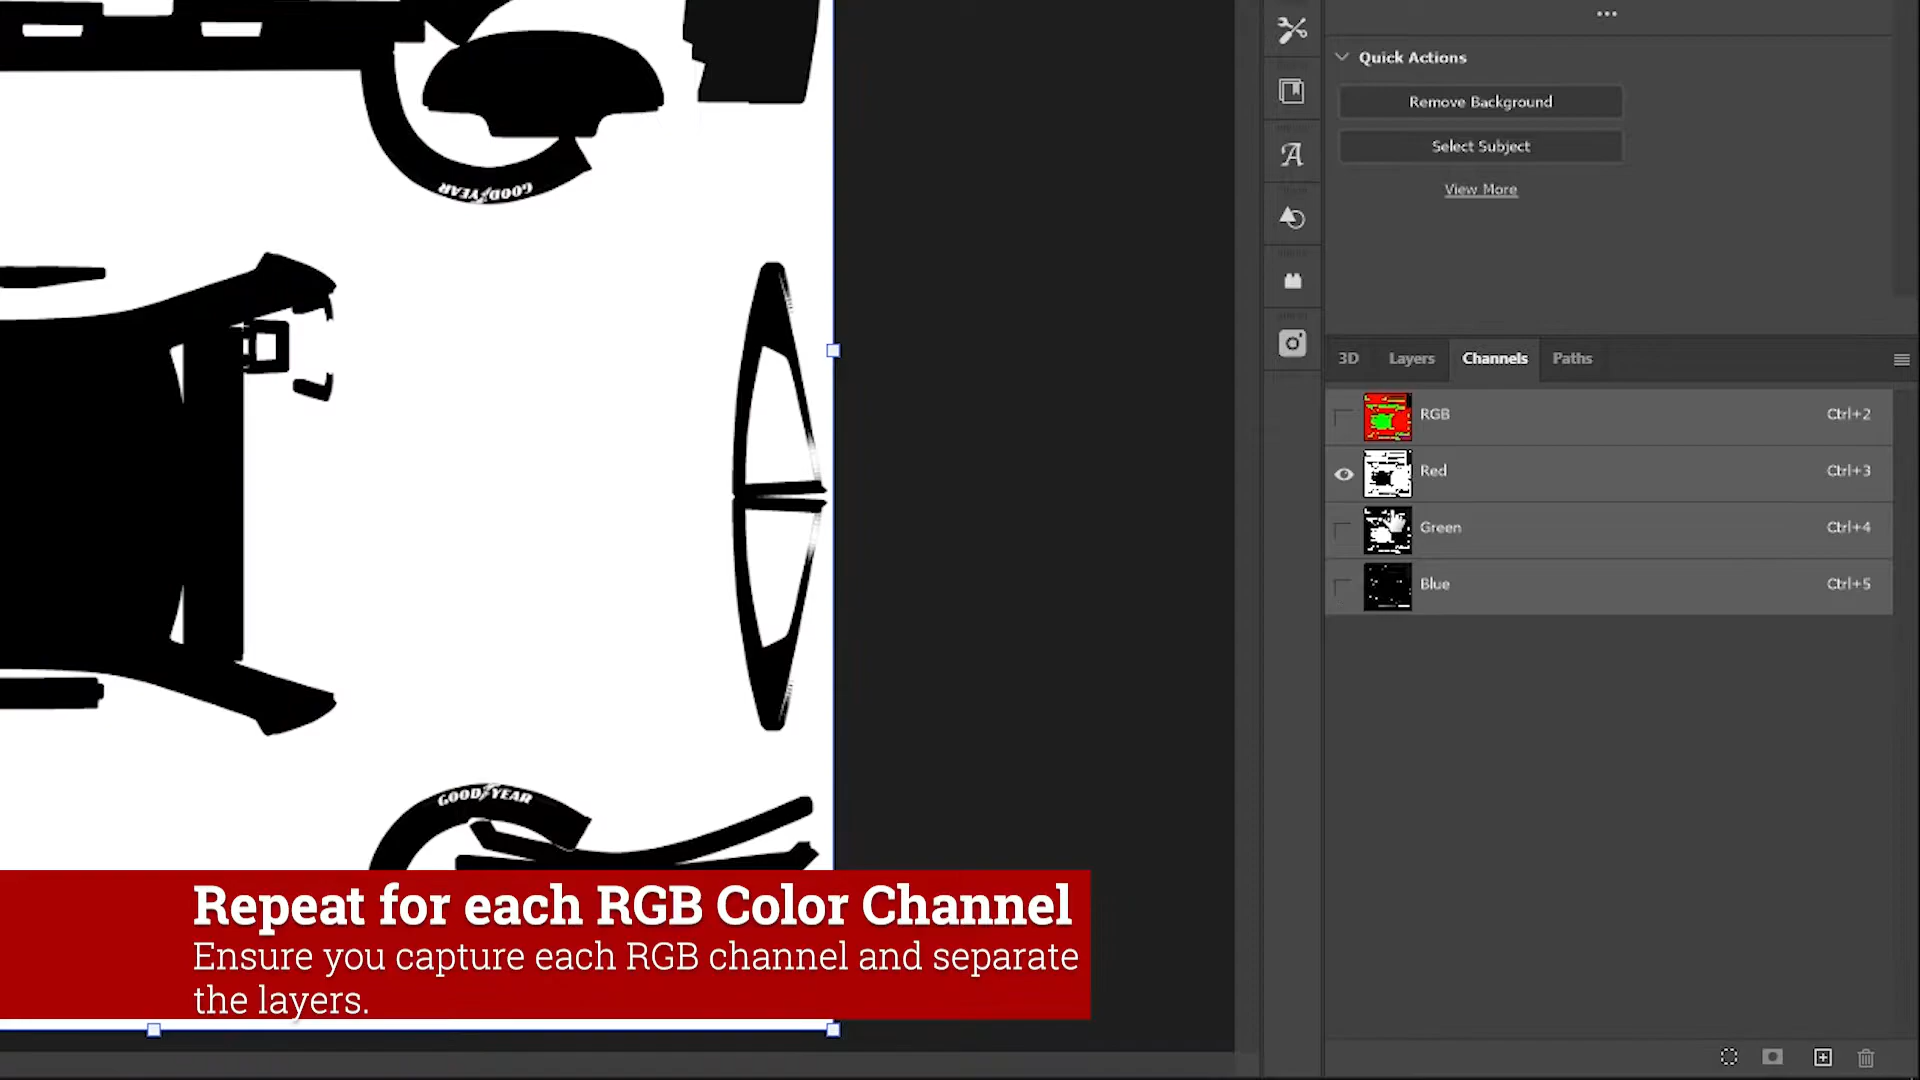 Quick Actions
Remove Background
Select Subject
View More
GOODYEAR
3D Layers Channels Paths
RGB Ctrl+2
Red Ctrl+3
Green Ctrl+4
Blue Ctrl+5
GOODYEAR
Repeat for each RGB Color Channel
Ensure you capture each RGB channel and separate
the layers.